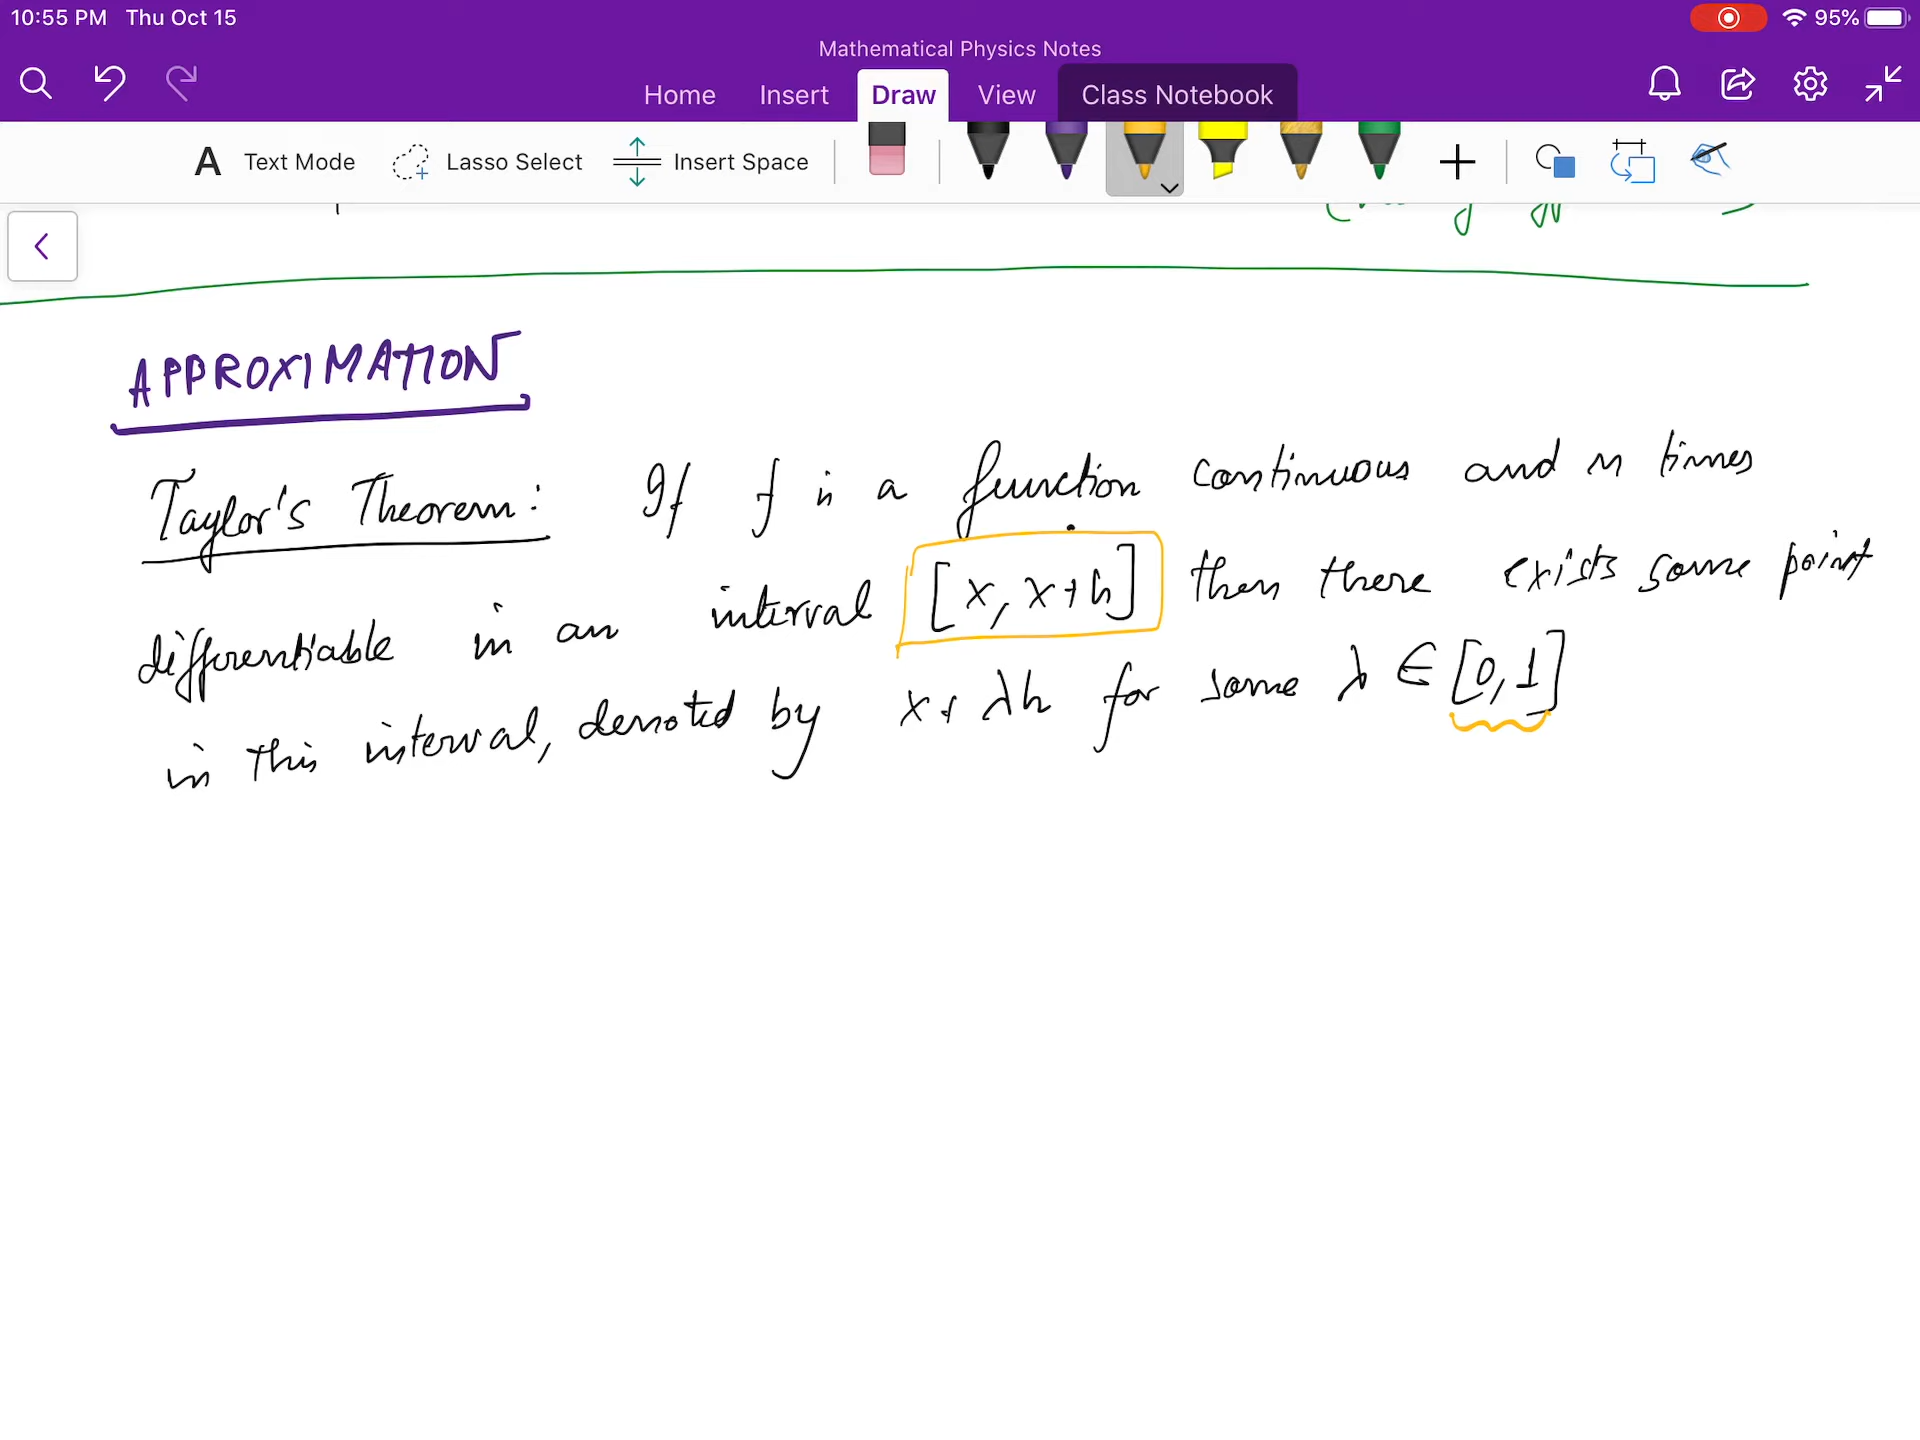 10:55 PM Thu Oct 15
95%
Mathematical Physics Notes
Home Insert Draw View Class Notebook
A Text Mode Lasso Select Insert Space
APPROXIMATION
Taylor's Theorem: If f is a function continuous and n times
differentiable in an interval [x, x+h] then there exists some point
in this interval, denoted by x + λh for some λ ∈ [0,1]